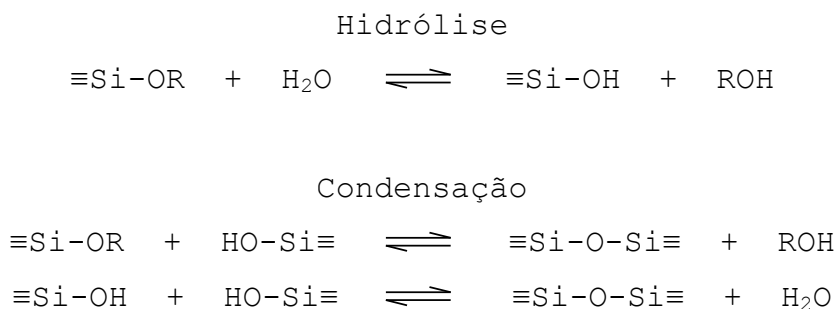 Hidrólise
≡Si-OR + H₂O ⇌ ≡Si-OH + ROH
Condensação
≡Si-OR + HO-Si≡ ⇌ ≡Si-O-Si≡ + ROH
≡Si-OH + HO-Si≡ ⇌ ≡Si-O-Si≡ + H₂O